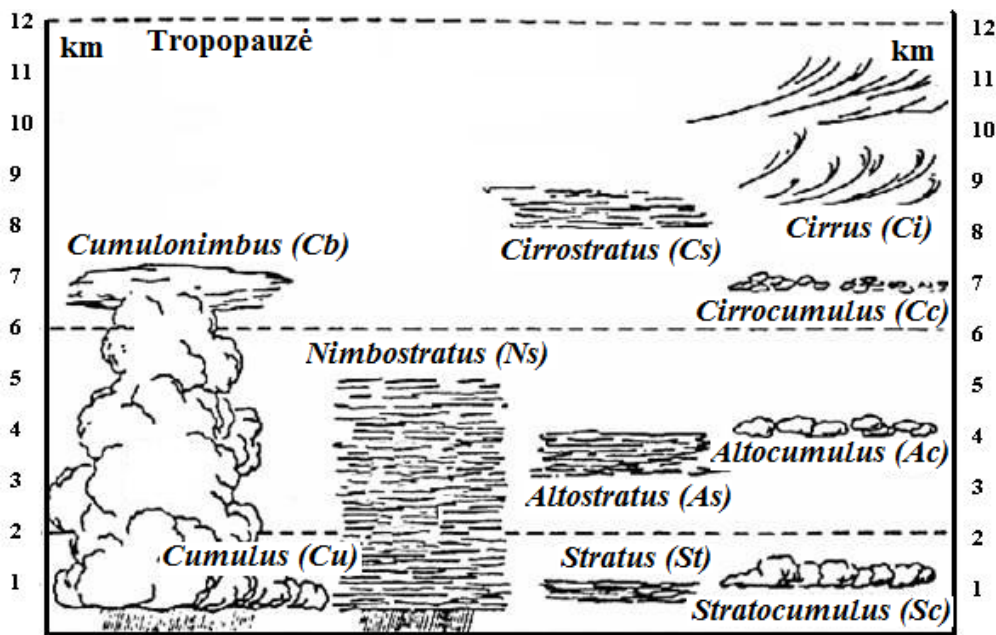 12 Tropopauzė 12
km km
11 11
10 10
9 9
Cirrus (Ci)
8 Cumulonimbus (Cb) Cirrostratus (Cs) 8
7 7
Cirrocumulus (Cc)
6 6
Nimbostratus (Ns)
5 5
4 4
Altocumulus (Ac)
3 Altostratus (As) 3
2 2
Cumulus (Cu) Stratus (St)
1 1
Stratocumulus (Sc)